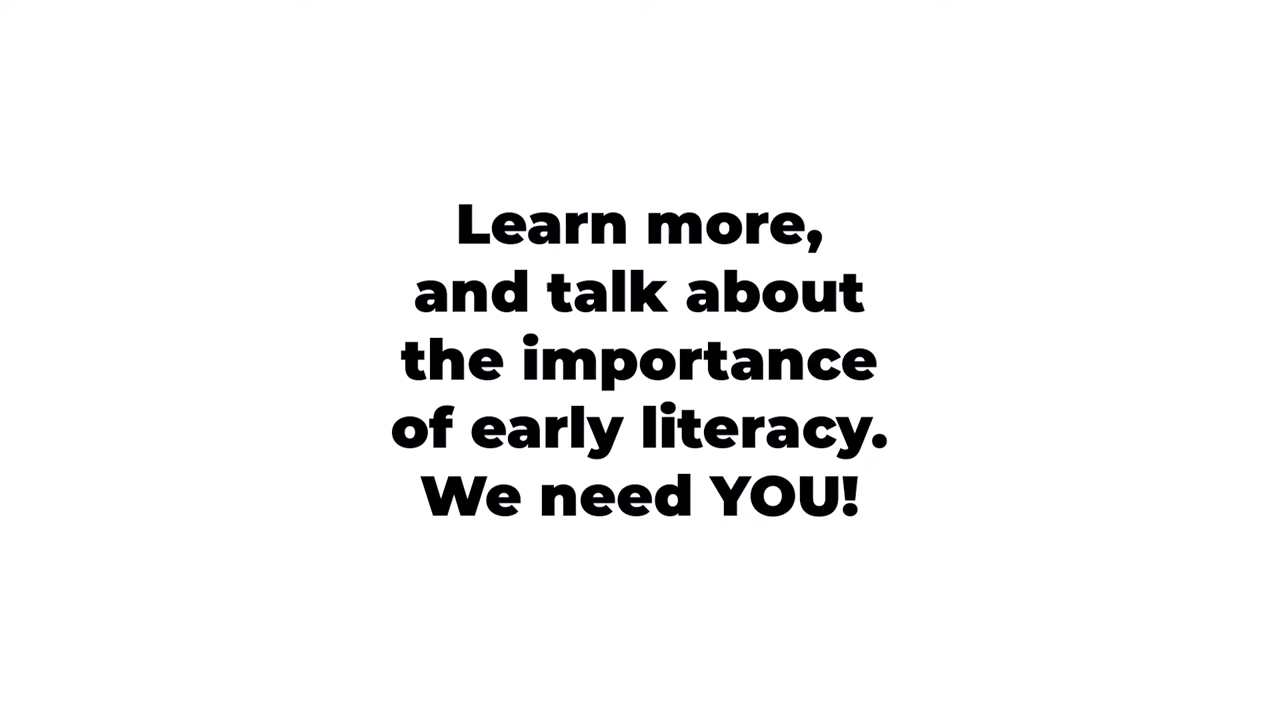 Learn more,
and talk about
the importance
of early literacy.
We need YOU!